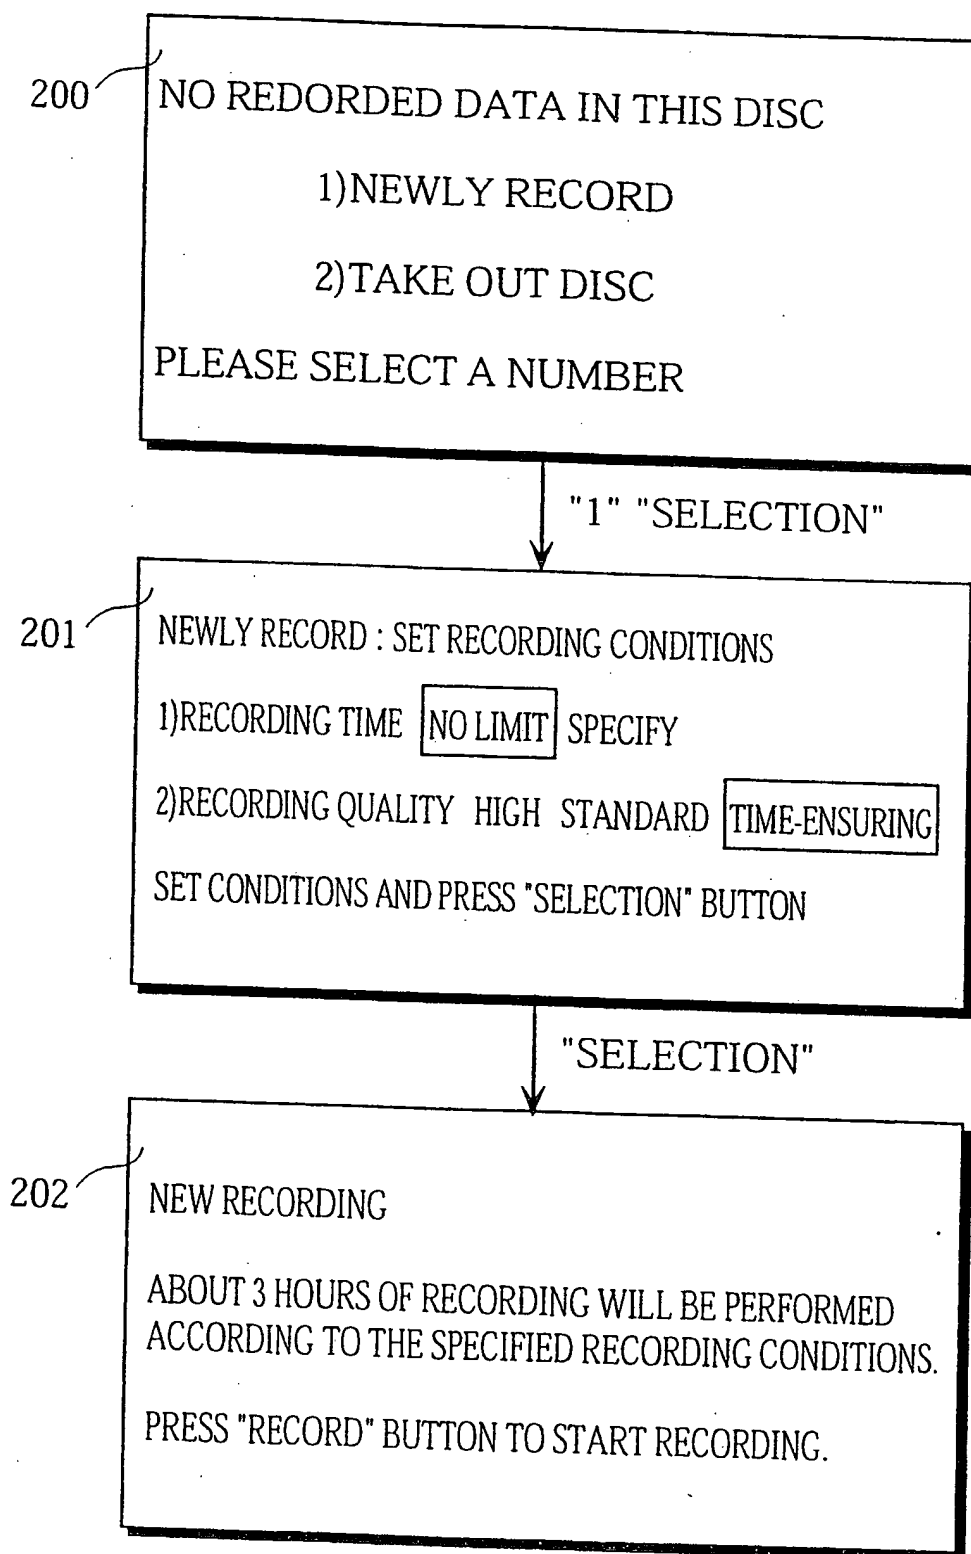 200
NO REDORDED DATA IN THIS DISC
1)NEWLY RECORD
2)TAKE OUT DISC
PLEASE SELECT A NUMBER
"1" "SELECTION"
201
NEWLY RECORD : SET RECORDING CONDITIONS
1)RECORDING TIME NO LIMIT SPECIFY
2)RECORDING QUALITY HIGH STANDARD TIME-ENSURING
SET CONDITIONS AND PRESS "SELECTION" BUTTON
"SELECTION"
202
NEW RECORDING
ABOUT 3 HOURS OF RECORDING WILL BE PERFORMED
ACCORDING TO THE SPECIFIED RECORDING CONDITIONS.
PRESS "RECORD" BUTTON TO START RECORDING.